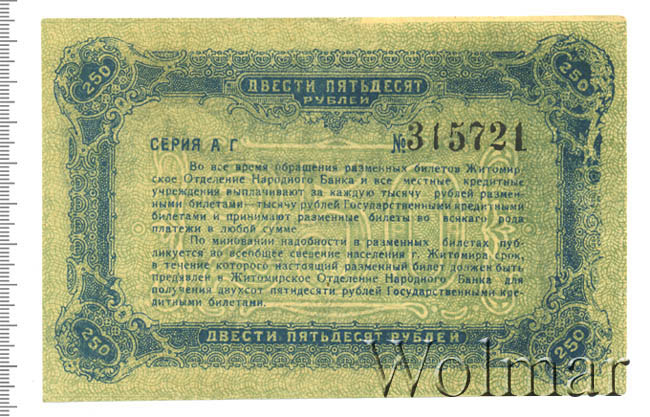 250 250
ДВЕСТИ ПЯТЬДЕСЯТ
РУБЛЕЙ
СЕРИЯ А Г №315721
Во все время обращения разменных билетов Житомир-
ское Отделение Народного Банка и все местные кредитные
учреждения выплачивают за каждую тысячу рублей размен-
ными билетами—тысячу рублей Государственными кредитными
билетами и принимают разменные билеты во всякаго рода
платежи в любой сумме.
По миновании надобности в разменных билетах пуб-
ликуется во всеобщее сведение населения г. Житомира срок,
в течение которого настоящий разменный билет должен быть
предъявлен в Житомирское Отделение Народного Банка для
получения двухсот пятидесяти рублей Государственными кре-
дитными билетами.
250 250
ДВЕСТИ ПЯТЬДЕСЯТ РУБЛЕЙ
Wolmar